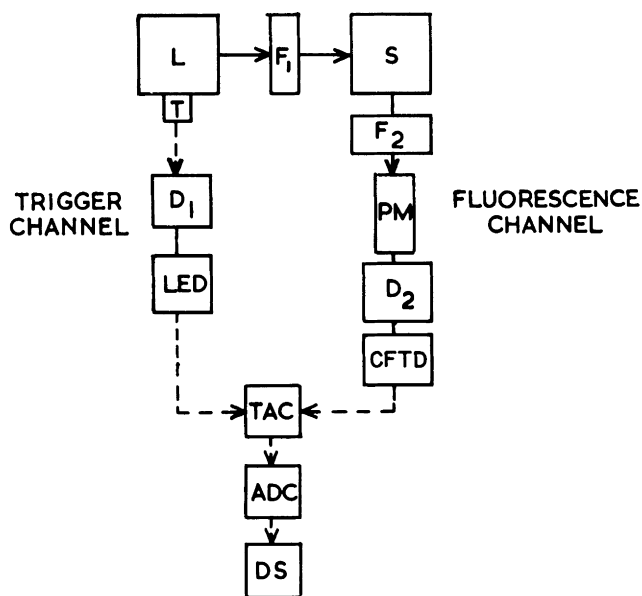 L
F1
S
T
F2
TRIGGER
CHANNEL
D1
PM
FLUORESCENCE
CHANNEL
LED
D2
CFTD
TAC
ADC
DS